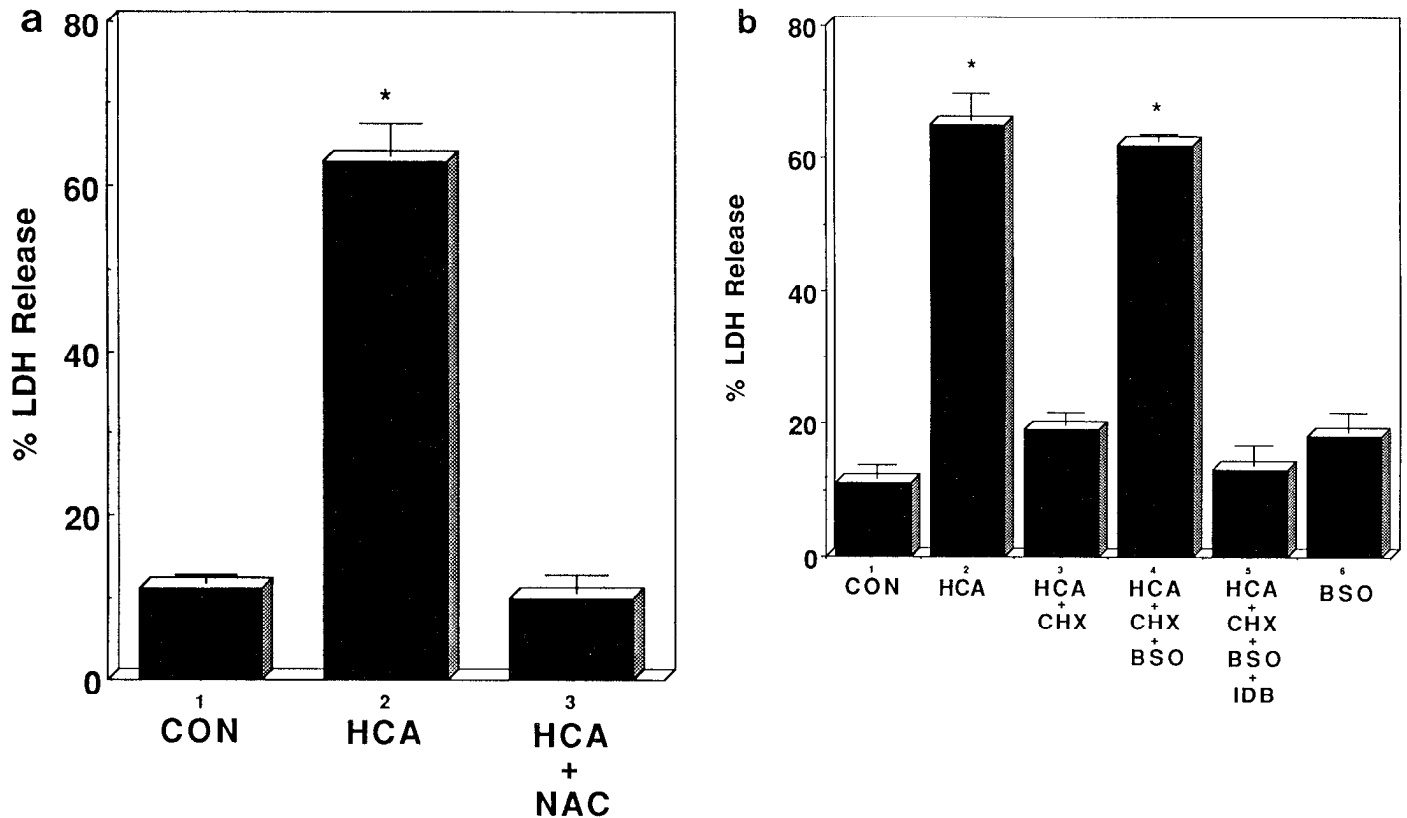 a
80
60
40
20
0
% LDH Release
*
1
CON
2
HCA
3
HCA
+
NAC
b
80
60
40
20
0
% LDH Release
*
*
1
CON
2
HCA
3
HCA
+
CHX
4
HCA
+
CHX
+
BSO
5
HCA
+
CHX
+
BSO
+
IDB
6
BSO